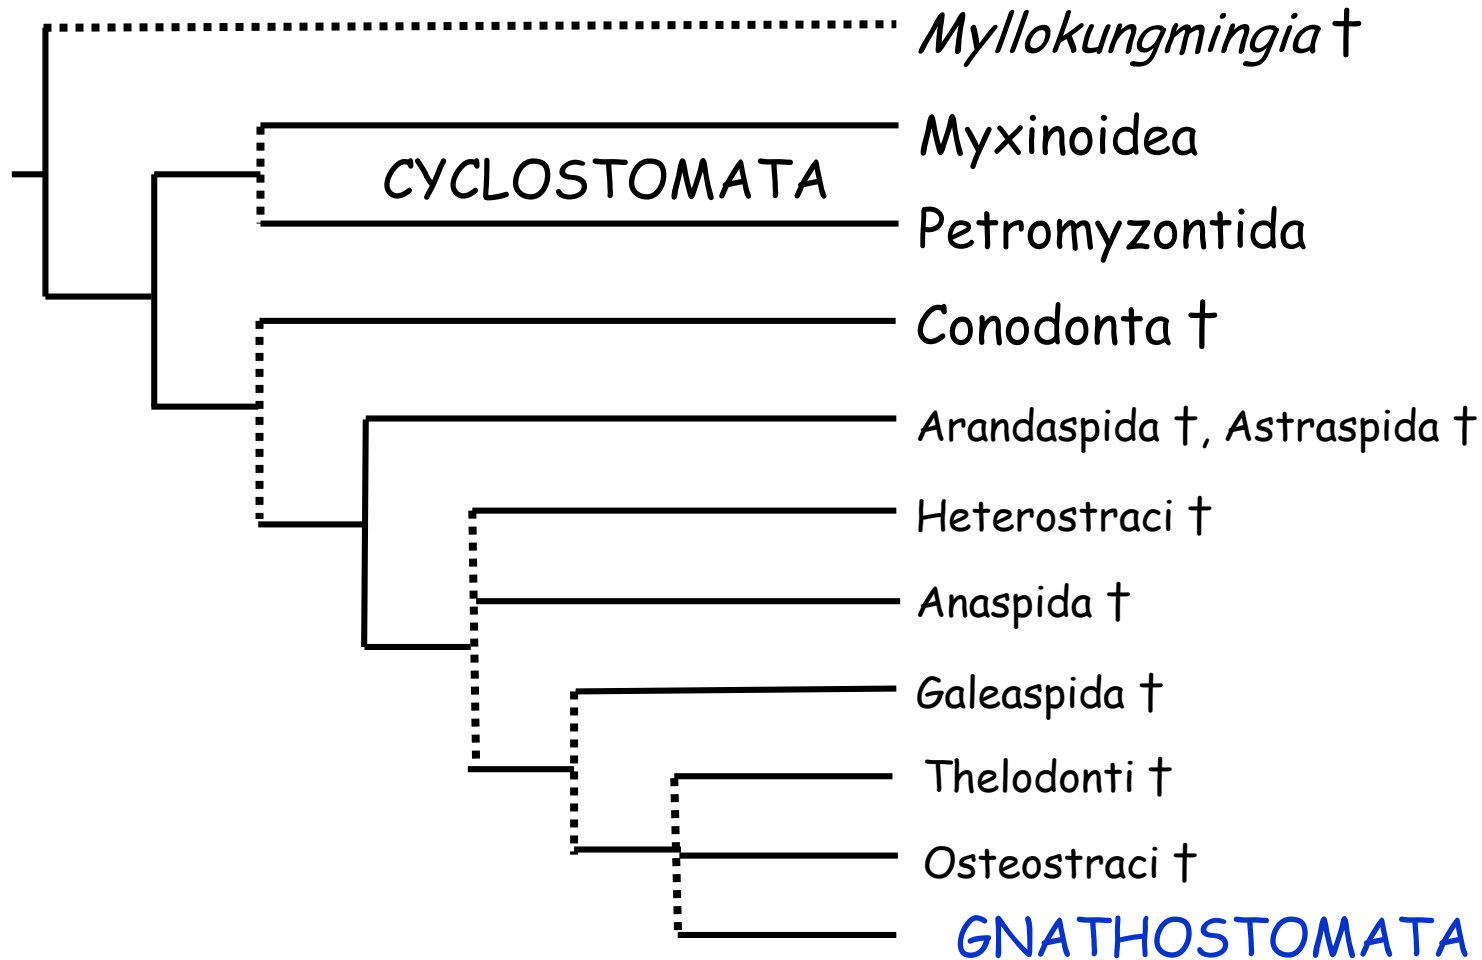 Myllokungmingia †
Myxinoidea
CYCLOSTOMATA
Petromyzontida
Conodonta †
Arandaspida †, Astraspida †
Heterostraci †
Anaspida †
Galeaspida †
Thelodonti †
Osteostraci †
GNATHOSTOMATA